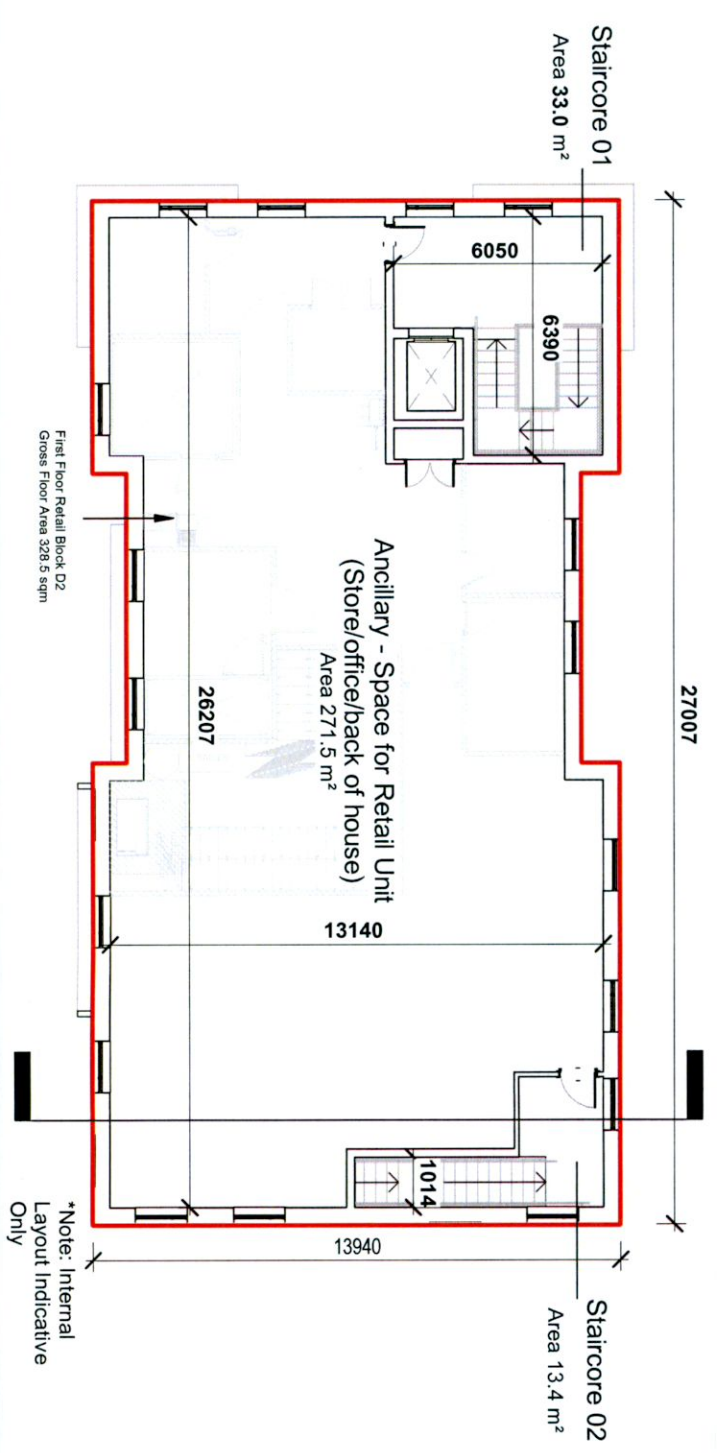 Staircore 01
Area 33.0 m²
27007
6050
6390
Ancillary - Space for Retail Unit
(Store/office/back of house)
Area 271.5 m²
26207
13140
1014
First Floor Retail Block D2
Gross Floor Area 328.5 sqm
13940
Staircore 02
Area 13.4 m²
*Note: Internal
Layout Indicative
Only